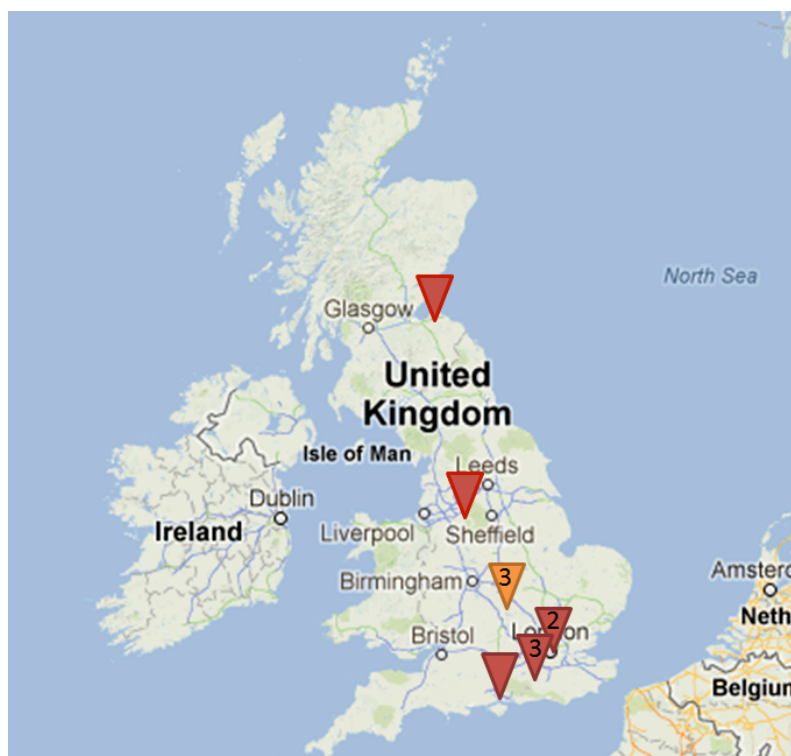 North Sea
Glasgow
United
Kingdom
Isle of Man
Leeds
Dublin
Ireland
Liverpool
Sheffield
Birmingham
3
Amsterd
Neth
2
London
Bristol
3
Belgium